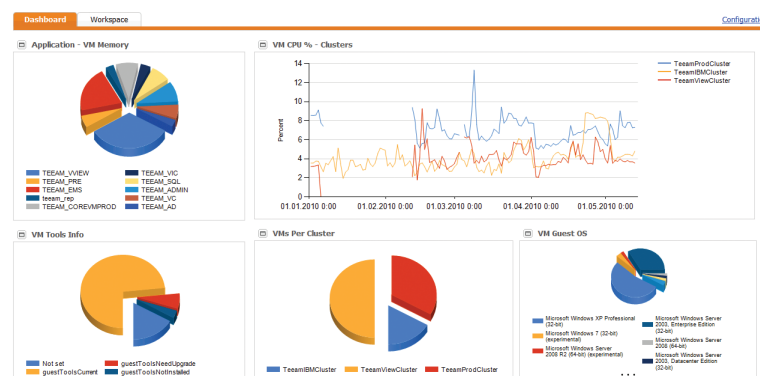 Dashboard Workspace
Application - VM Memory
TEEAM_VVIEW TEEAM_VIC
TEEAM_PRE TEEAM_SQL
TEEAM_EMS TEEAM_ADMIN
teeam_rep TEEAM_VC
TEEAM_COREVMPROD TEEAM_AD
VM CPU % - Clusters
Percent
14
12
10
8
6
4
2
0
01.01.2010 0:00 01.02.2010 0:00 01.03.2010 0:00 01.04.2010 0:00 01.05.2010 0:00
TeeamProdCluster
TeeamIBMCluster
TeeamViewCluster
VM Tools Info
Not set guestToolsNeedUpgrade
guestToolsCurrent guestToolsNotInstalled
VMs Per Cluster
TeeamIBMCluster TeeamViewCluster TeeamProdCluster
VM Guest OS
Microsoft Windows XP Professional
(32-bit)
Microsoft Windows 7 (32-bit)
(experimental)
Microsoft Windows Server
2008 R2 (64-bit) (experimental)
Microsoft Windows Server
2003, Enterprise Edition
(32-bit)
Microsoft Windows Server
2008 (64-bit)
Microsoft Windows Server
2003, Datacenter Edition
(32-bit)
...